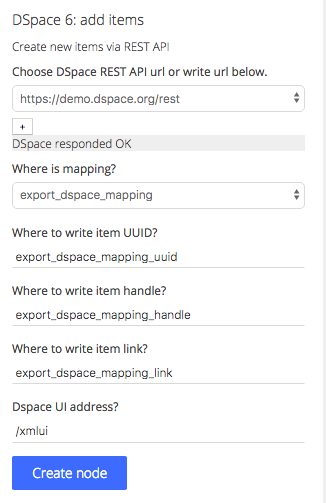 DSpace 6: add items
Create new items via REST API
Choose DSpace REST API url or write url below.
https://demo.dspace.org/rest
+
DSpace responded OK
Where is mapping?
export_dspace_mapping
Where to write item UUID?
export_dspace_mapping_uuid
Where to write item handle?
export_dspace_mapping_handle
Where to write item link?
export_dspace_mapping_link
Dspace UI address?
/xmlui
Create node